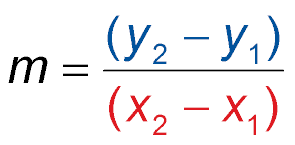 m = (y₂ − y₁)
(x₂ − x₁)